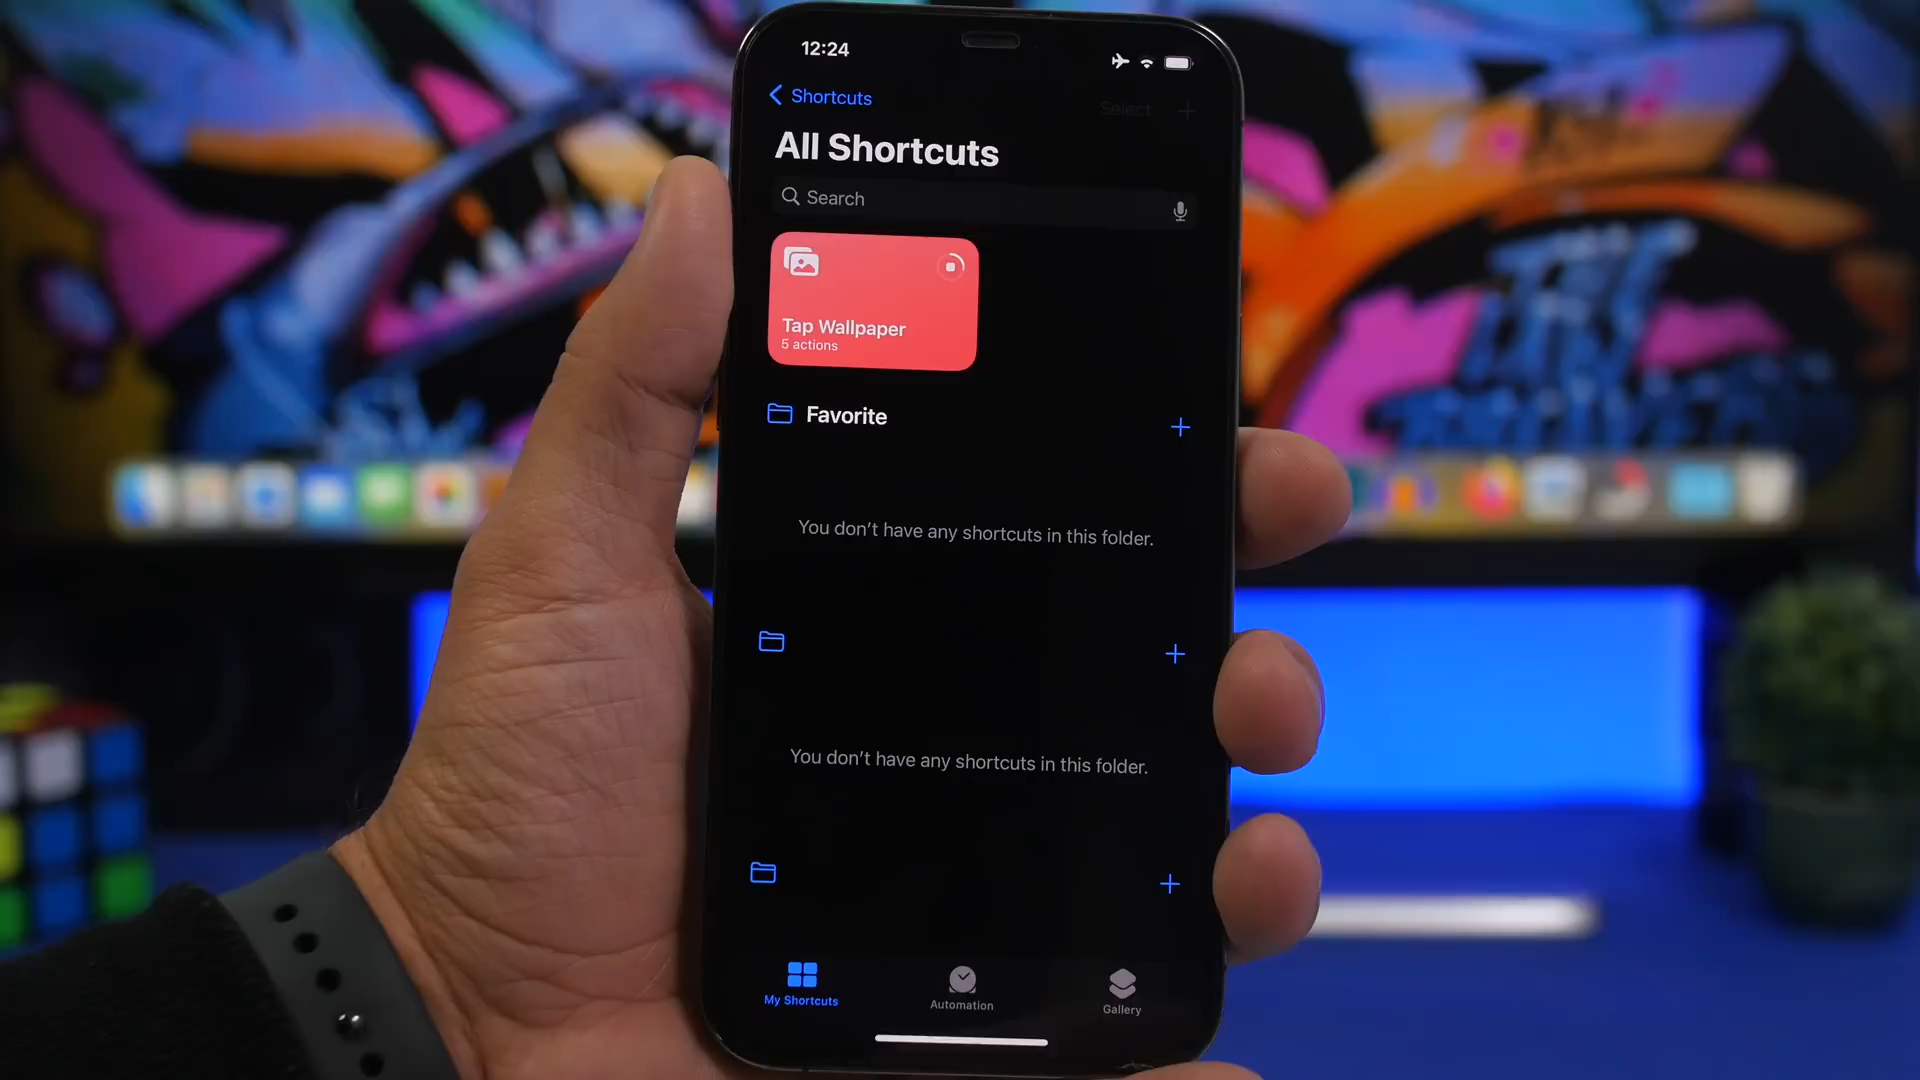 12:24
Shortcuts
Select
All Shortcuts
Search
Tap Wallpaper
5 actions
Favorite
You don't have any shortcuts in this folder.
You don't have any shortcuts in this folder.
My Shortcuts
Automation
Gallery